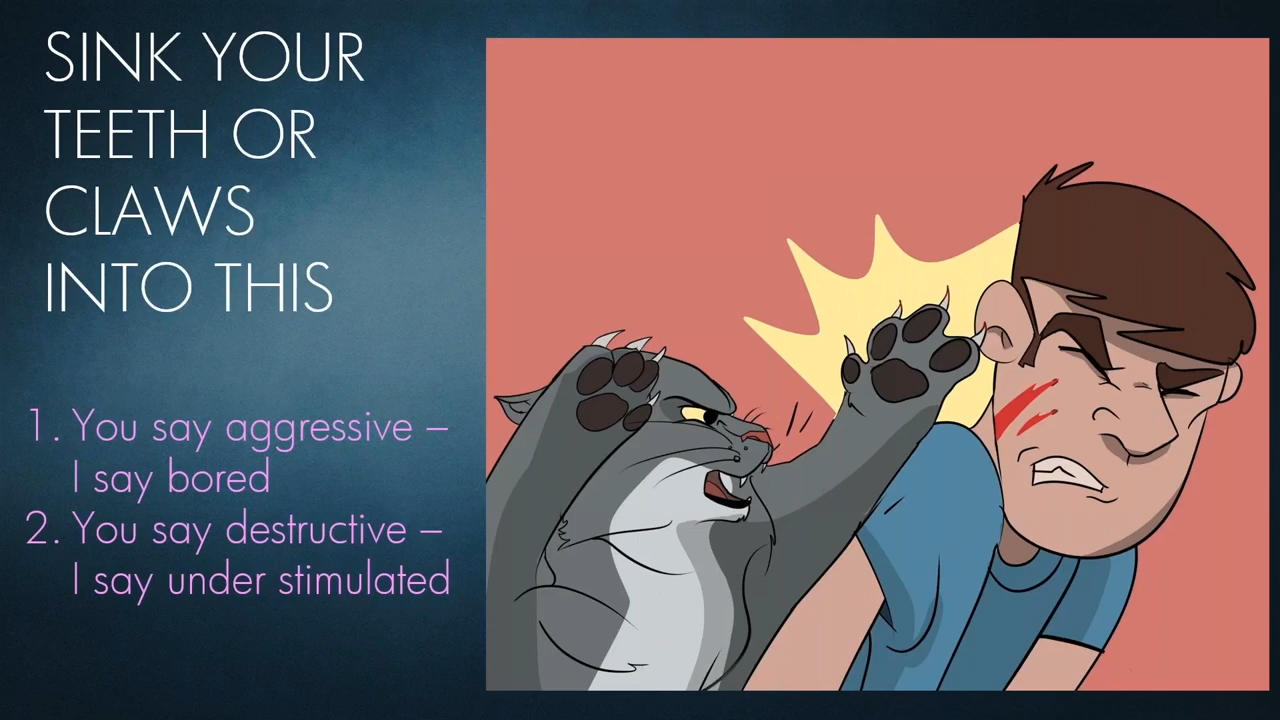 SINK YOUR
TEETH OR
CLAWS
INTO THIS
1. You say aggressive –
I say bored
2. You say destructive –
I say under stimulated